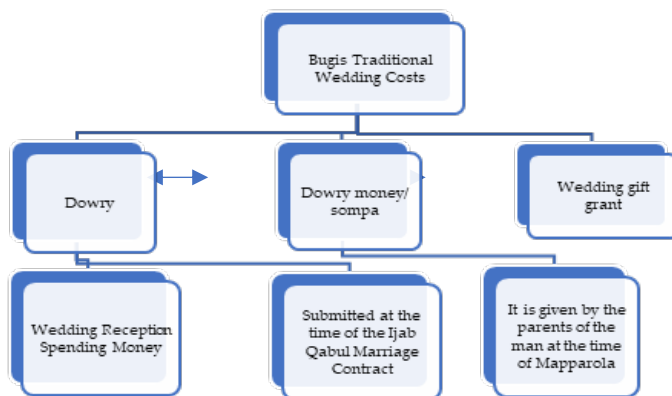 Bugis Traditional
Wedding Costs
Dowry
Dowry money/
sompa
Wedding gift
grant
Wedding Reception
Spending Money
Submitted at the
time of the Ijab
Qabul Marriage
Contract
It is given by the
parents of the
man at the time
of Mapparola